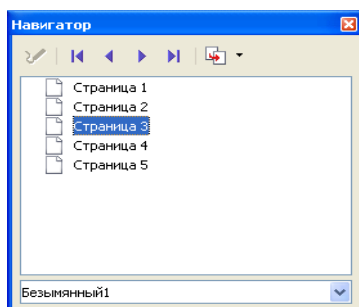 Навигатор
Страница 1
Страница 2
Страница 3
Страница 4
Страница 5
Безымянный1